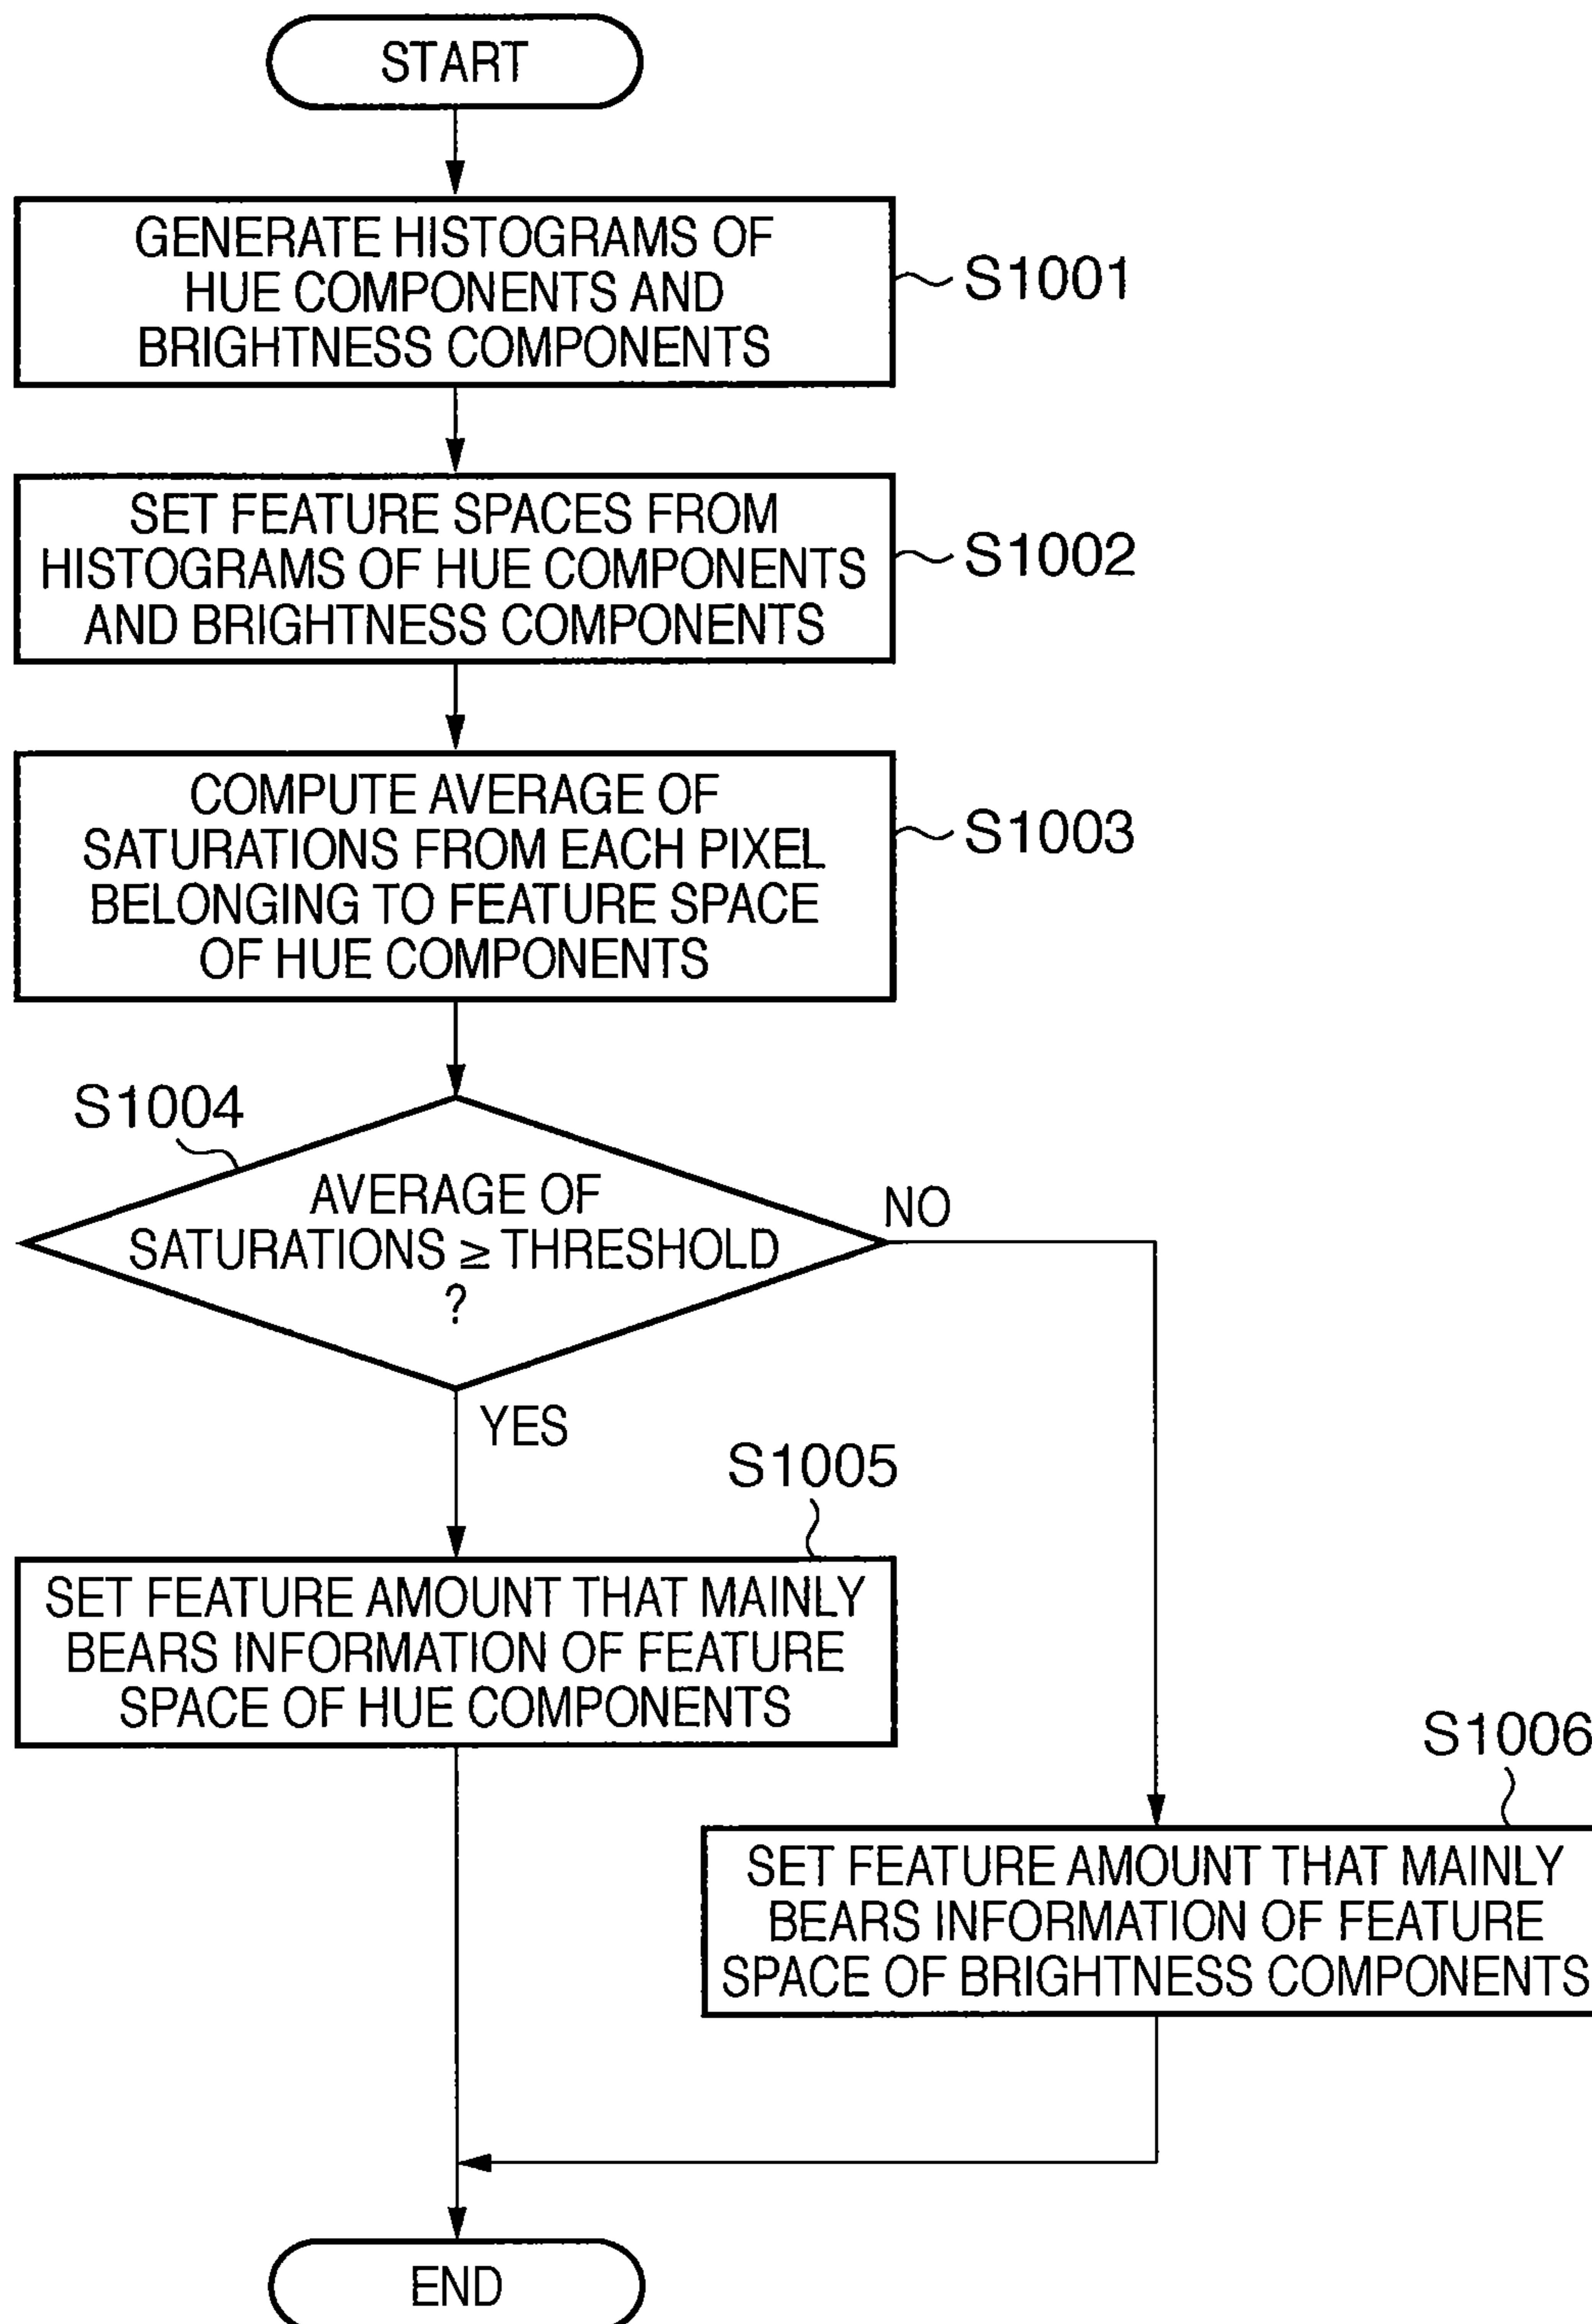 START
GENERATE HISTOGRAMS OF
HUE COMPONENTS AND
BRIGHTNESS COMPONENTS
S1001
SET FEATURE SPACES FROM
HISTOGRAMS OF HUE COMPONENTS
AND BRIGHTNESS COMPONENTS
S1002
COMPUTE AVERAGE OF
SATURATIONS FROM EACH PIXEL
BELONGING TO FEATURE SPACE
OF HUE COMPONENTS
S1003
S1004
AVERAGE OF
SATURATIONS ≥ THRESHOLD
?
NO
YES
S1005
SET FEATURE AMOUNT THAT MAINLY
BEARS INFORMATION OF FEATURE
SPACE OF HUE COMPONENTS
S1006
SET FEATURE AMOUNT THAT MAINLY
BEARS INFORMATION OF FEATURE
SPACE OF BRIGHTNESS COMPONENTS
END